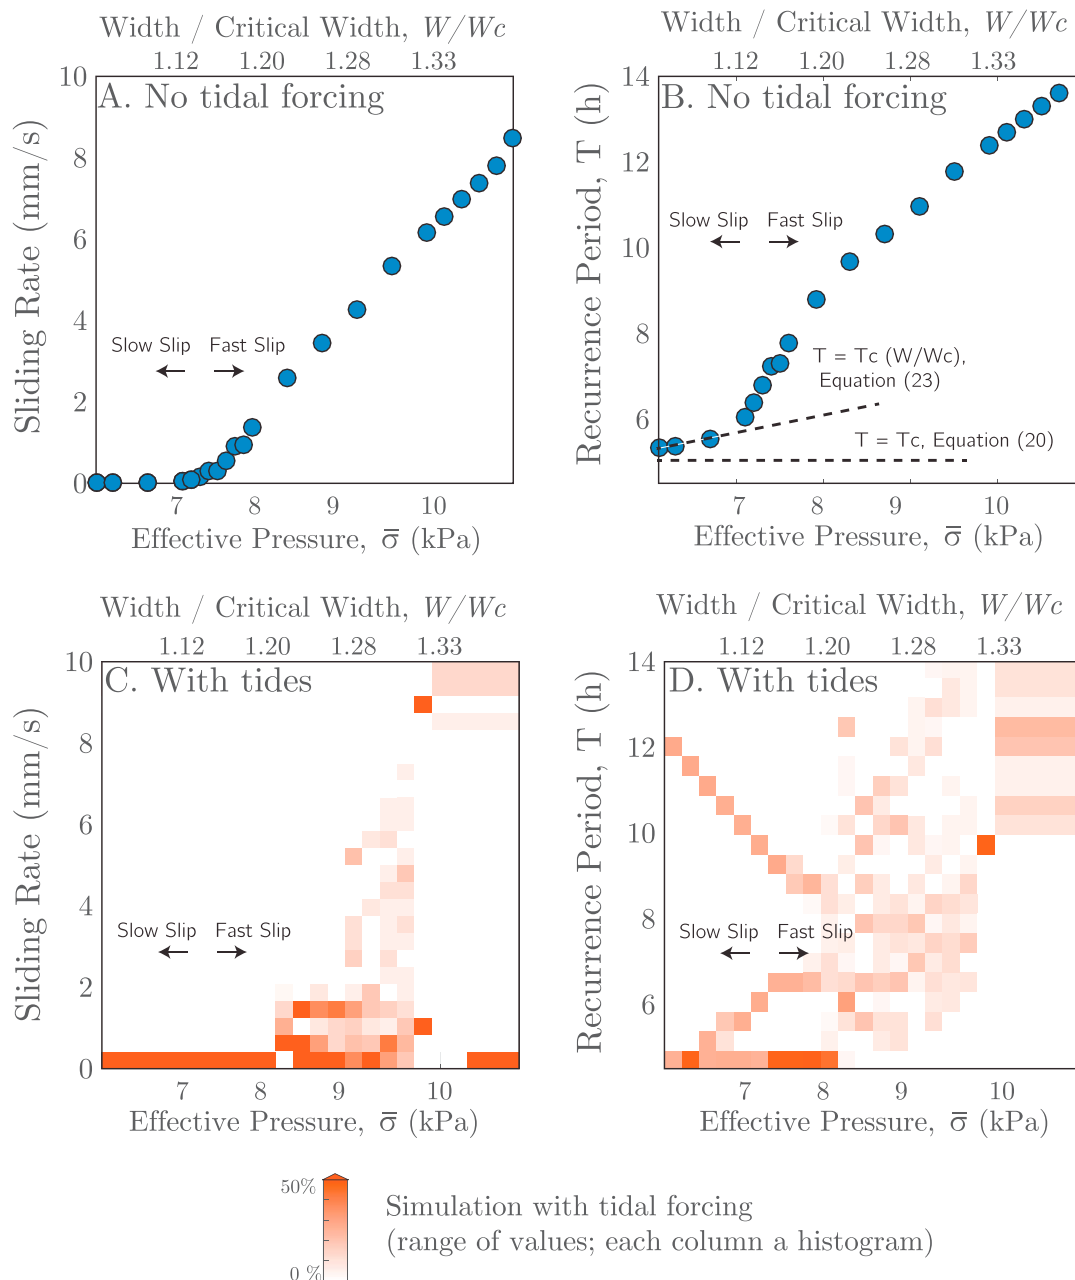 Width / Critical Width, W/Wc
1.12 1.20 1.28 1.33
A. No tidal forcing
Sliding Rate (mm/s)
10
8
6
4
2
0
Slow Slip Fast Slip
7 8 9 10
Effective Pressure, σ̅ (kPa)
Width / Critical Width, W/Wc
1.12 1.20 1.28 1.33
B. No tidal forcing
Recurrence Period, T (h)
14
12
10
8
6
Slow Slip Fast Slip
T = Tc (W/Wc),
Equation (23)
T = Tc, Equation (20)
7 8 9 10
Effective Pressure, σ̅ (kPa)
Width / Critical Width, W/Wc
1.12 1.20 1.28 1.33
C. With tides
Sliding Rate (mm/s)
10
8
6
4
2
0
Slow Slip Fast Slip
7 8 9 10
Effective Pressure, σ̅ (kPa)
Width / Critical Width, W/Wc
1.12 1.20 1.28 1.33
D. With tides
Recurrence Period, T (h)
14
12
10
8
6
Slow Slip Fast Slip
7 8 9 10
Effective Pressure, σ̅ (kPa)
50%
0 %
Simulation with tidal forcing
(range of values; each column a histogram)